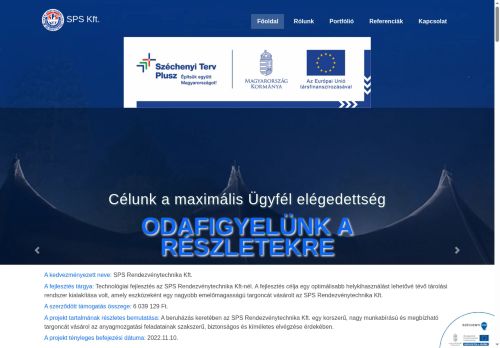 SPS Kft.
Főoldal Rólunk Portfólió Referenciák Kapcsolat
Széchenyi Terv
Plusz
Építsük együtt
Magyarországot!
MAGYARORSZÁG
KORMÁNYA
Az Európai Unió
társfinanszírozásával
Célunk a maximális Ügyfél elégedettség
ODAFIGYELÜNK A
RÉSZLETEKRE
A kedvezményezett neve: SPS Rendezvénytechnika Kft.
A fejlesztés tárgya: Technológiai fejlesztés az SPS Rendezvénytechnika Kft-nél. A fejlesztés célja egy optimálisabb helykihasználást lehetővé tévő tárolási
rendszer kialakítása volt, amely eszközeként egy nagyobb emelőmagasságú targoncát vásárolt az SPS Rendezvénytechnika Kft.
A szerződött támogatás összege: 6 039 129 Ft.
A projekt tartalmának részletes bemutatása: A beruházás keretében az SPS Rendezvénytechnika Kft. egy korszerű, nagy munkabírású és megbízható
targoncát vásárol az anyagmozgatási feladatainak szakszerű, biztonságos és kíméletes elvégzése érdekében.
A projekt tényleges befejezési dátuma: 2022.11.10.
SZÉCHENYI